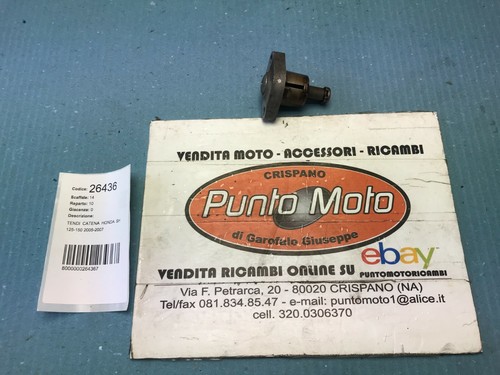 Codice: 26436
Scaffale: 14
Reparto: 10
Giacenza: 0
Descrizione:
TENDI CATENA HONDA
125-150 2005-2007
VENDITA MOTO - ACCESSORI - RICAMBI
CRISPANO
Punto Moto
di Garofalo Giuseppe
ebay
VENDITA RICAMBI ONLINE SU PUNTOMOTORICAMBI
Via F. Petrarca, 20 - 80020 CRISPANO (NA)
Tel/fax 081.834.85.47 - e-mail: puntomoto1@alice.it
cell. 320.0306370